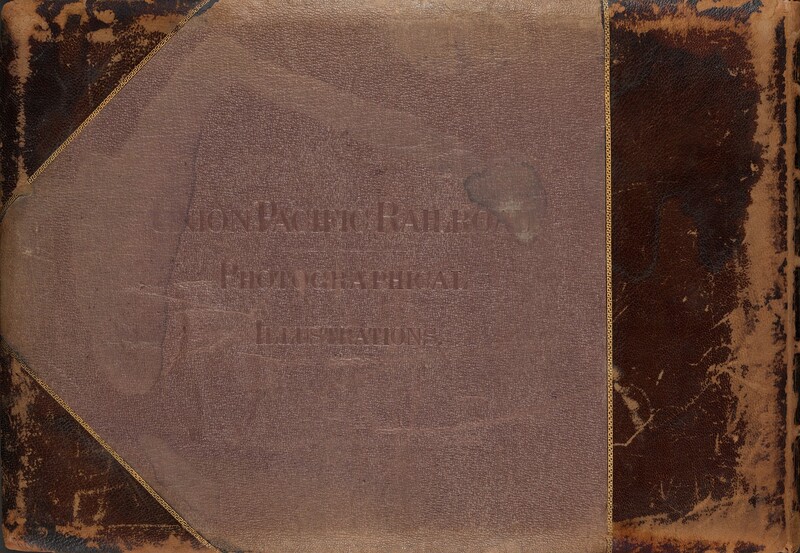 UNION PACIFIC RAILROAD
PHOTOGRAPHICAL
ILLUSTRATIONS